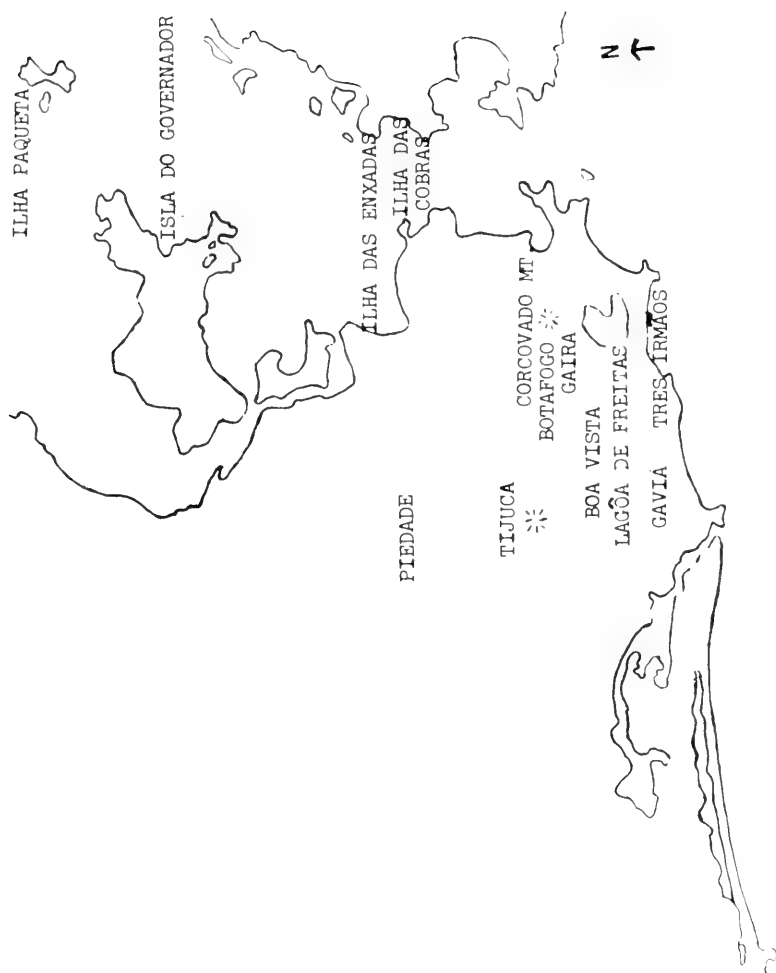 ILHA PAQUETA
ISLA DO GOVERNADOR
ILHA DAS ENXADAS
ILHA DAS
COBRAS
N
PIEDADE
TIJUCA
CORCOVADO MT
BOTAFOGO
GAIRA
BOA VISTA
LAGÔA DE FREITAS
GAVIA TRES IRMAOS